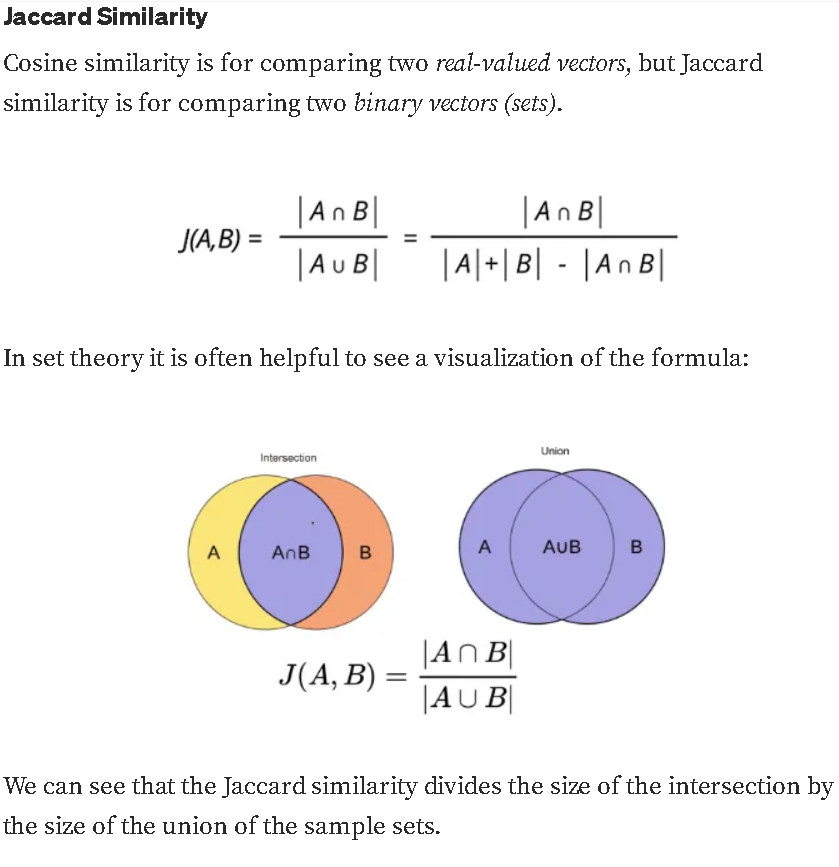 Jaccard Similarity
Cosine similarity is for comparing two real-valued vectors, but Jaccard
similarity is for comparing two binary vectors (sets).
J(A,B) = |A ∩ B| / |A ∪ B| = |A ∩ B| / |A|+|B| - |A ∩ B|
In set theory it is often helpful to see a visualization of the formula:
Intersection
Union
A A∩B B
A A∪B B
J(A, B) = |A ∩ B| / |A ∪ B|
We can see that the Jaccard similarity divides the size of the intersection by
the size of the union of the sample sets.